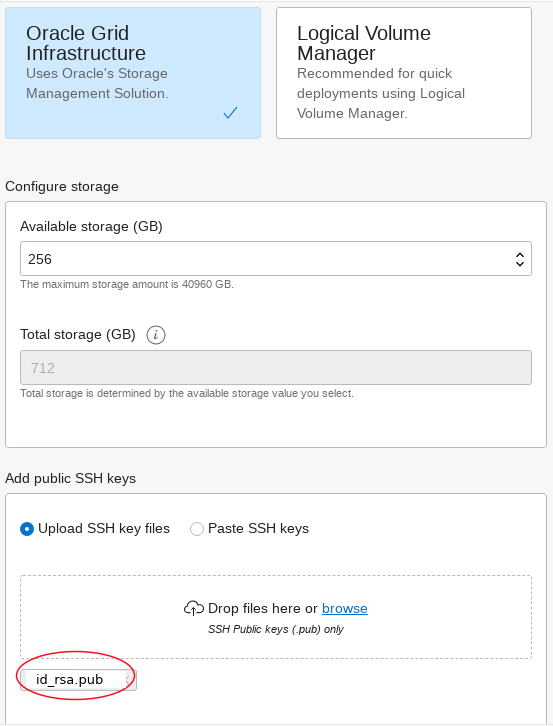 Oracle Grid
Infrastructure
Uses Oracle's Storage
Management Solution.
Logical Volume
Manager
Recommended for quick
deployments using Logical
Volume Manager.
Configure storage
Available storage (GB)
256
The maximum storage amount is 40960 GB.
Total storage (GB) i
712
Total storage is determined by the available storage value you select.
Add public SSH keys
Upload SSH key files
Paste SSH keys
Drop files here or browse
SSH Public keys (.pub) only
id_rsa.pub